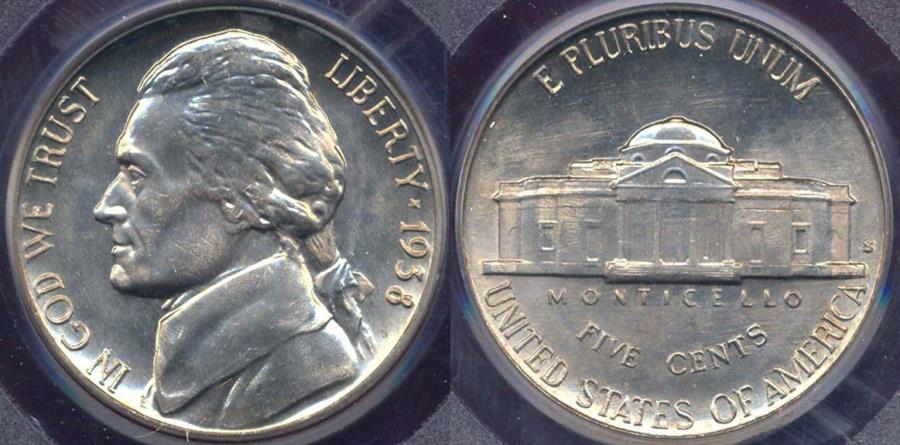 IN GOD WE TRUST
LIBERTY * 1938
E PLURIBUS UNUM
S
MONTICELLO
FIVE CENTS
UNITED STATES OF AMERICA